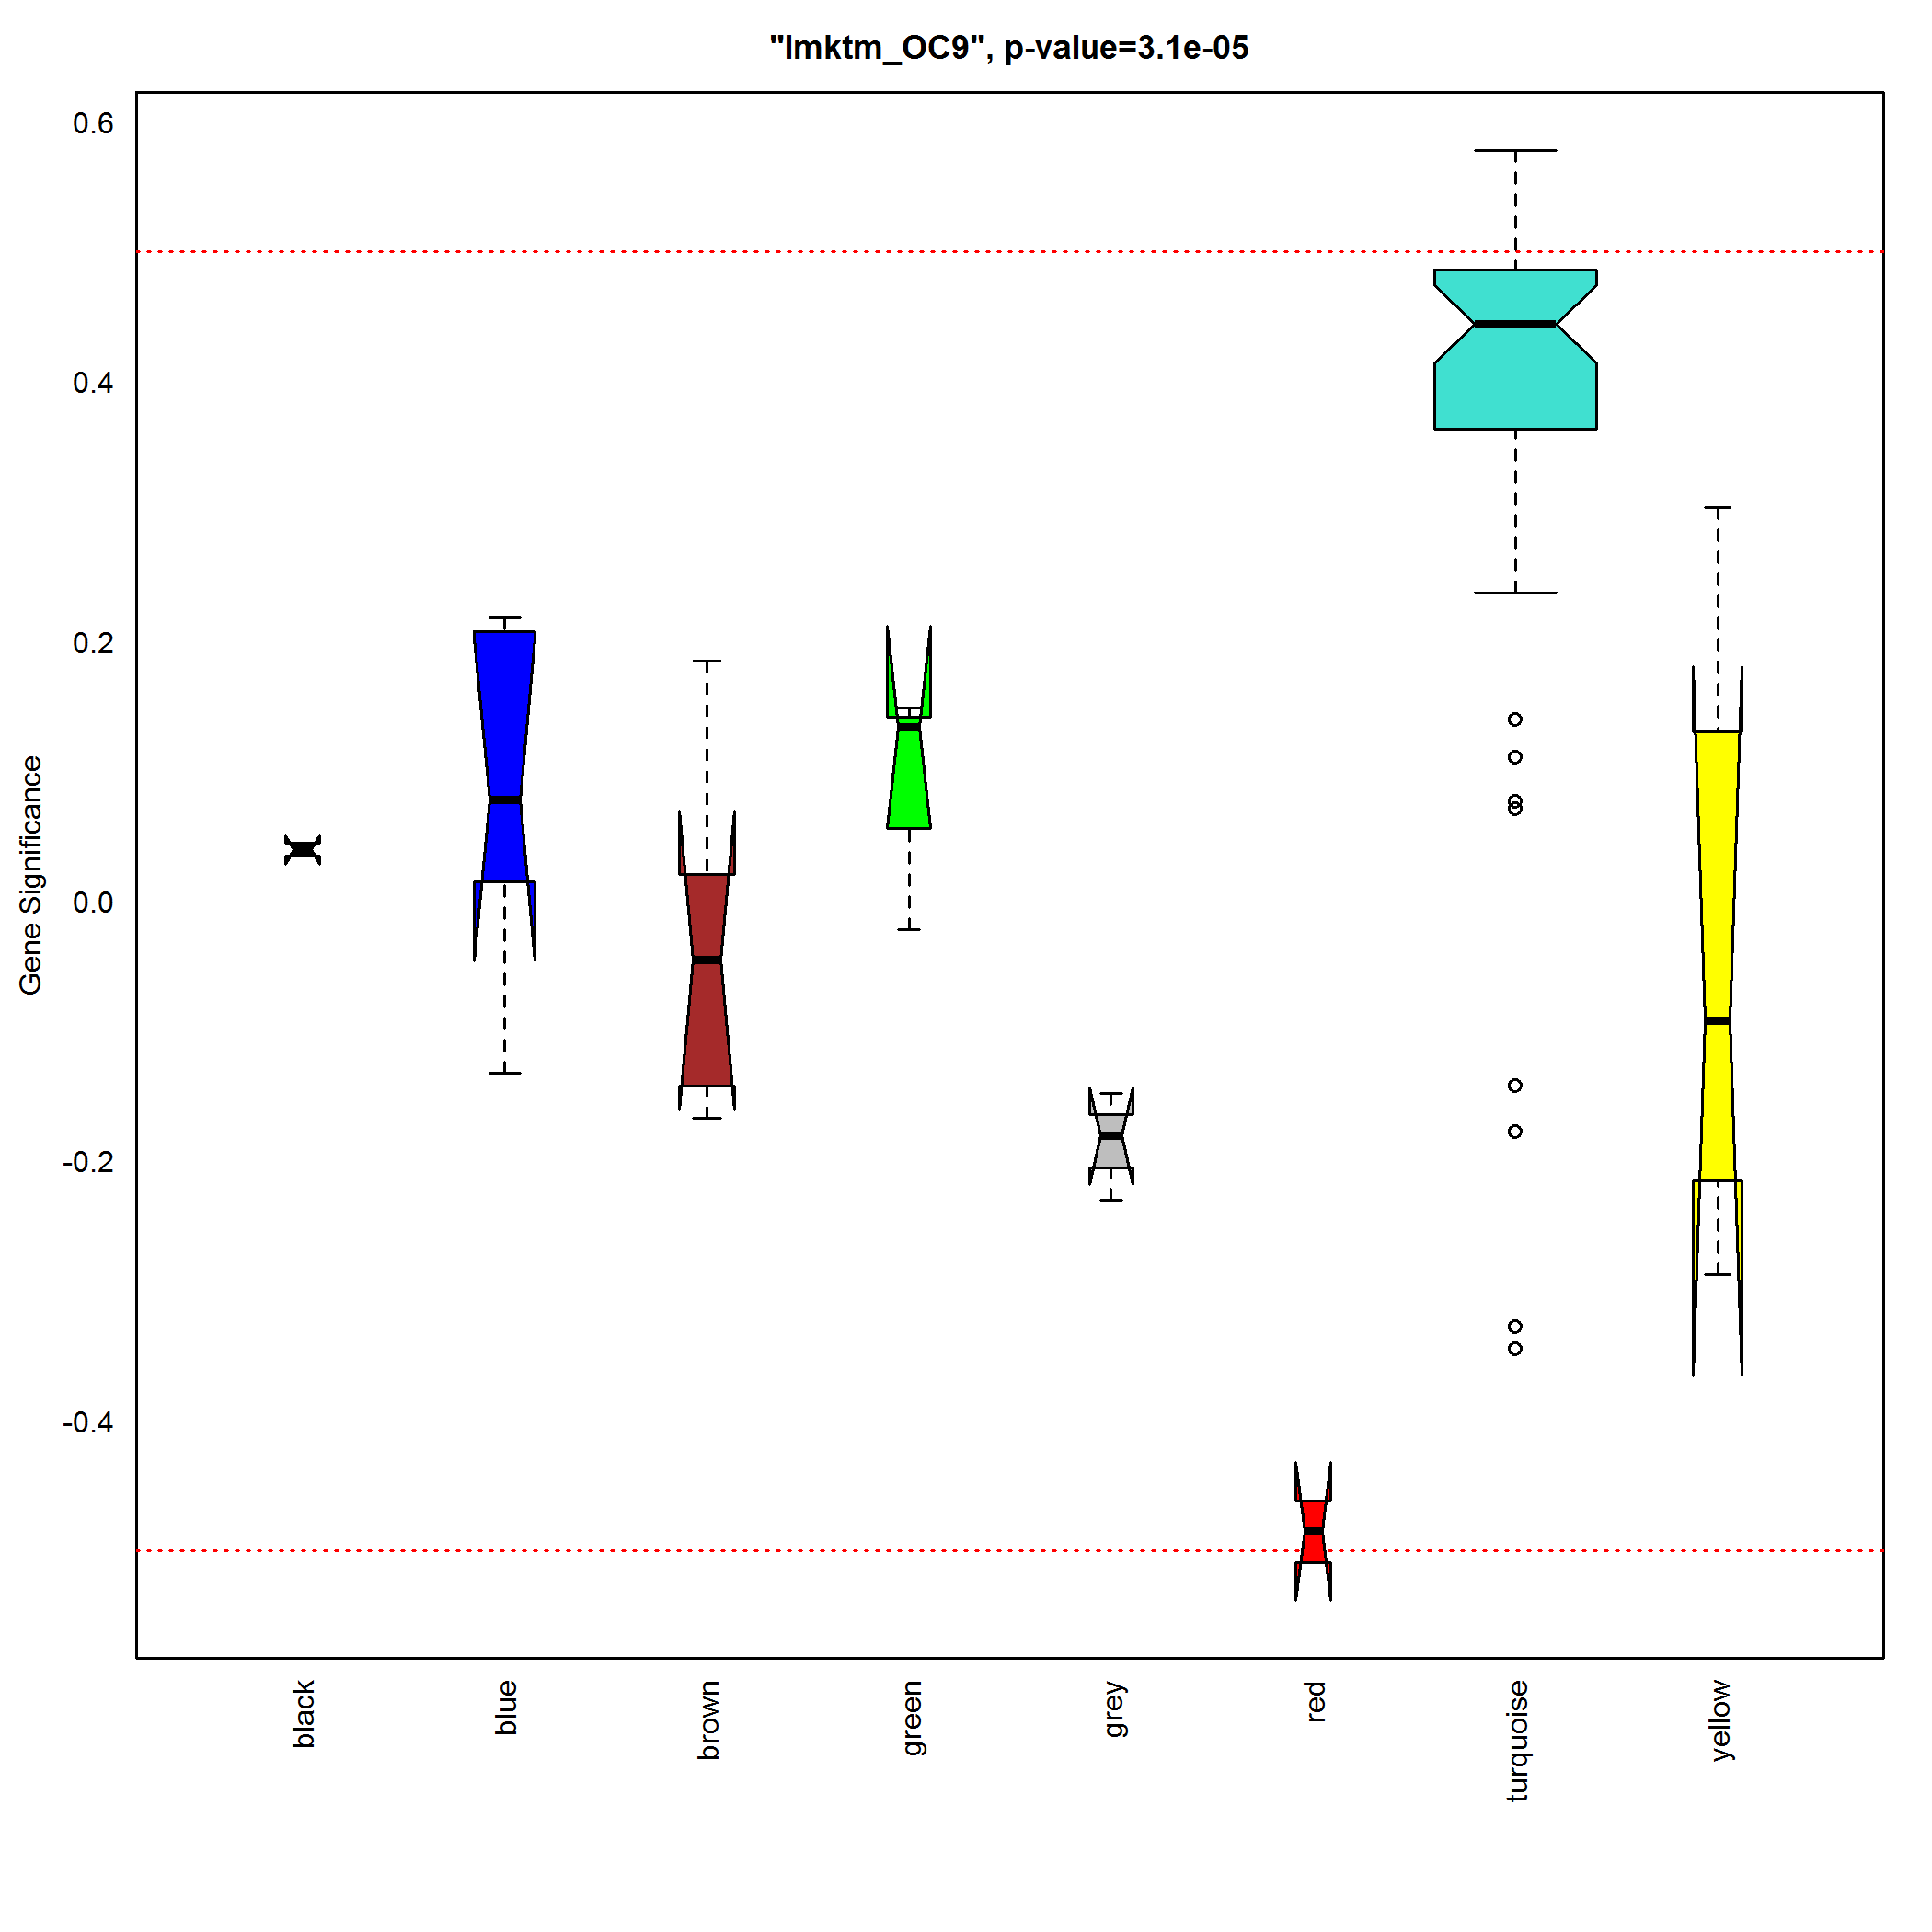 "lmktm_OC9", p-value=3.1e-05
0.6
0.4
0.2
0.0
-0.2
-0.4
Gene Significance
black
blue
brown
green
grey
red
turquoise
yellow